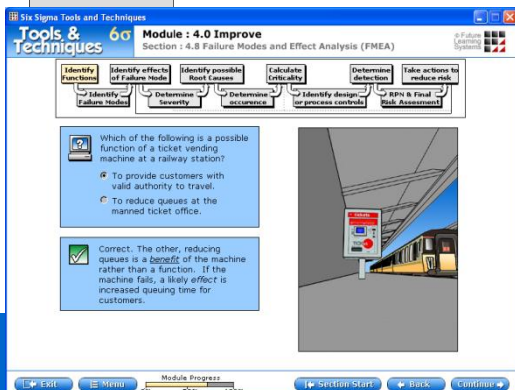 Six Sigma Tools and Techniques
Tools &
Techniques
6σ
Module : 4.0 Improve
Section : 4.8 Failure Modes and Effect Analysis (FMEA)
e-Future
Learning
Systems
Identify
Functions
Identify effects
of Failure Mode
Identify possible
Root Causes
Calculate
Criticality
Determine
detection
Take actions to
reduce risk
Identify
Failure Modes
Determine
Severity
Determine
occurence
Identify design
or process controls
RPN & Final
Risk Assesment
Which of the following is a possible
function of a ticket vending
machine at a railway station?
To provide customers with
valid authority to travel.
To reduce queues at the
manned ticket office.
Correct. The other, reducing
queues is a benefit of the machine
rather than a function. If the
machine fails, a likely effect is
increased queuing time for
customers.
Tickets
Exit
Menu
Module Progress
Section Start
Back
Continue